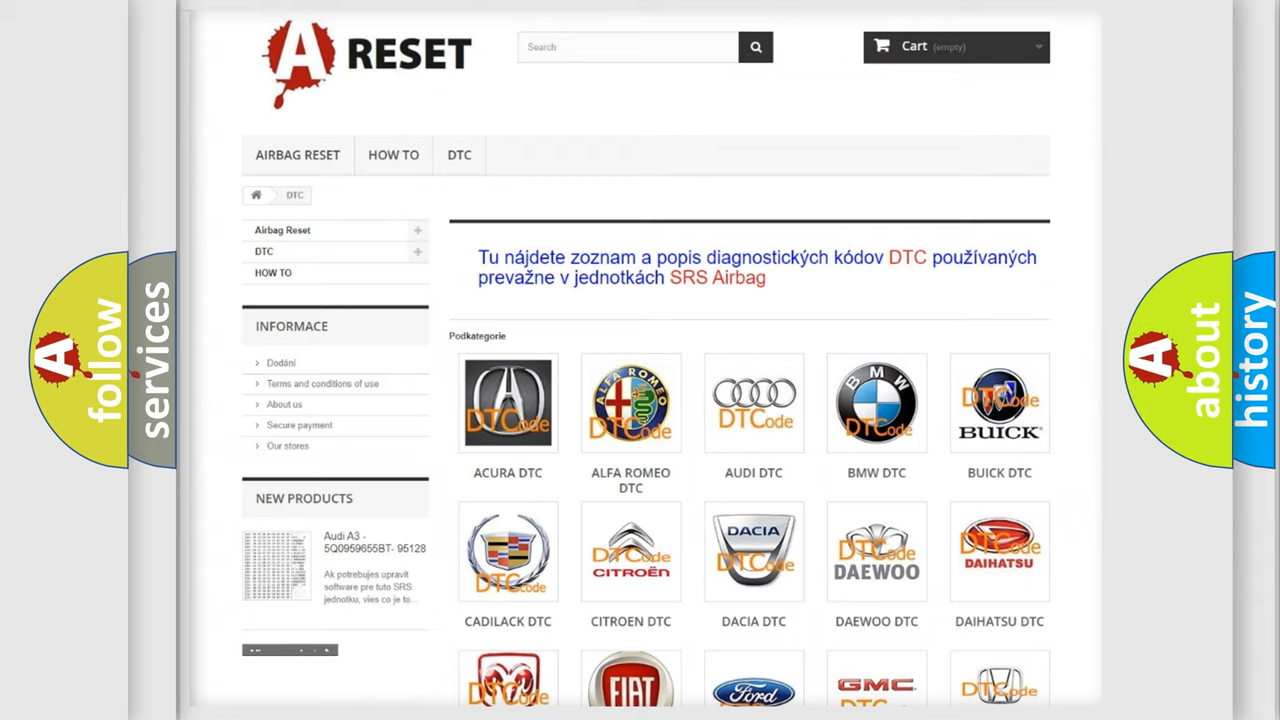 A RESET
Search
Cart (empty)
AIRBAG RESET
HOW TO
DTC
DTC
Airbag Reset
DTC
HOW TO
Tu nájdete zoznam a popis diagnostických kódov DTC používaných
prevažne v jednotkách SRS Airbag
INFORMACE
Dodání
Terms and conditions of use
About us
Secure payment
Our stores
NEW PRODUCTS
Audi A3 -
5Q0959655BT- 95128
Ak potrebujes upravit
software pre tuto SRS
jednotku, vies co je to...
Podkategorie
DTCode
ALFA ROMEO
DTCode
DTCode
BMW
DTCode
DTCode
BUICK
ACURA DTC
ALFA ROMEO
DTC
AUDI DTC
BMW DTC
BUICK DTC
DTCode
DTCode
CITROËN
DACIA
DTCode
DTCode
DAEWOO
DTCode
DAIHATSU
CADILACK DTC
CITROEN DTC
DACIA DTC
DAEWOO DTC
DAIHATSU DTC
DTCode
FIAT
Ford
GMC
DTCode
A follow
services
A about
history